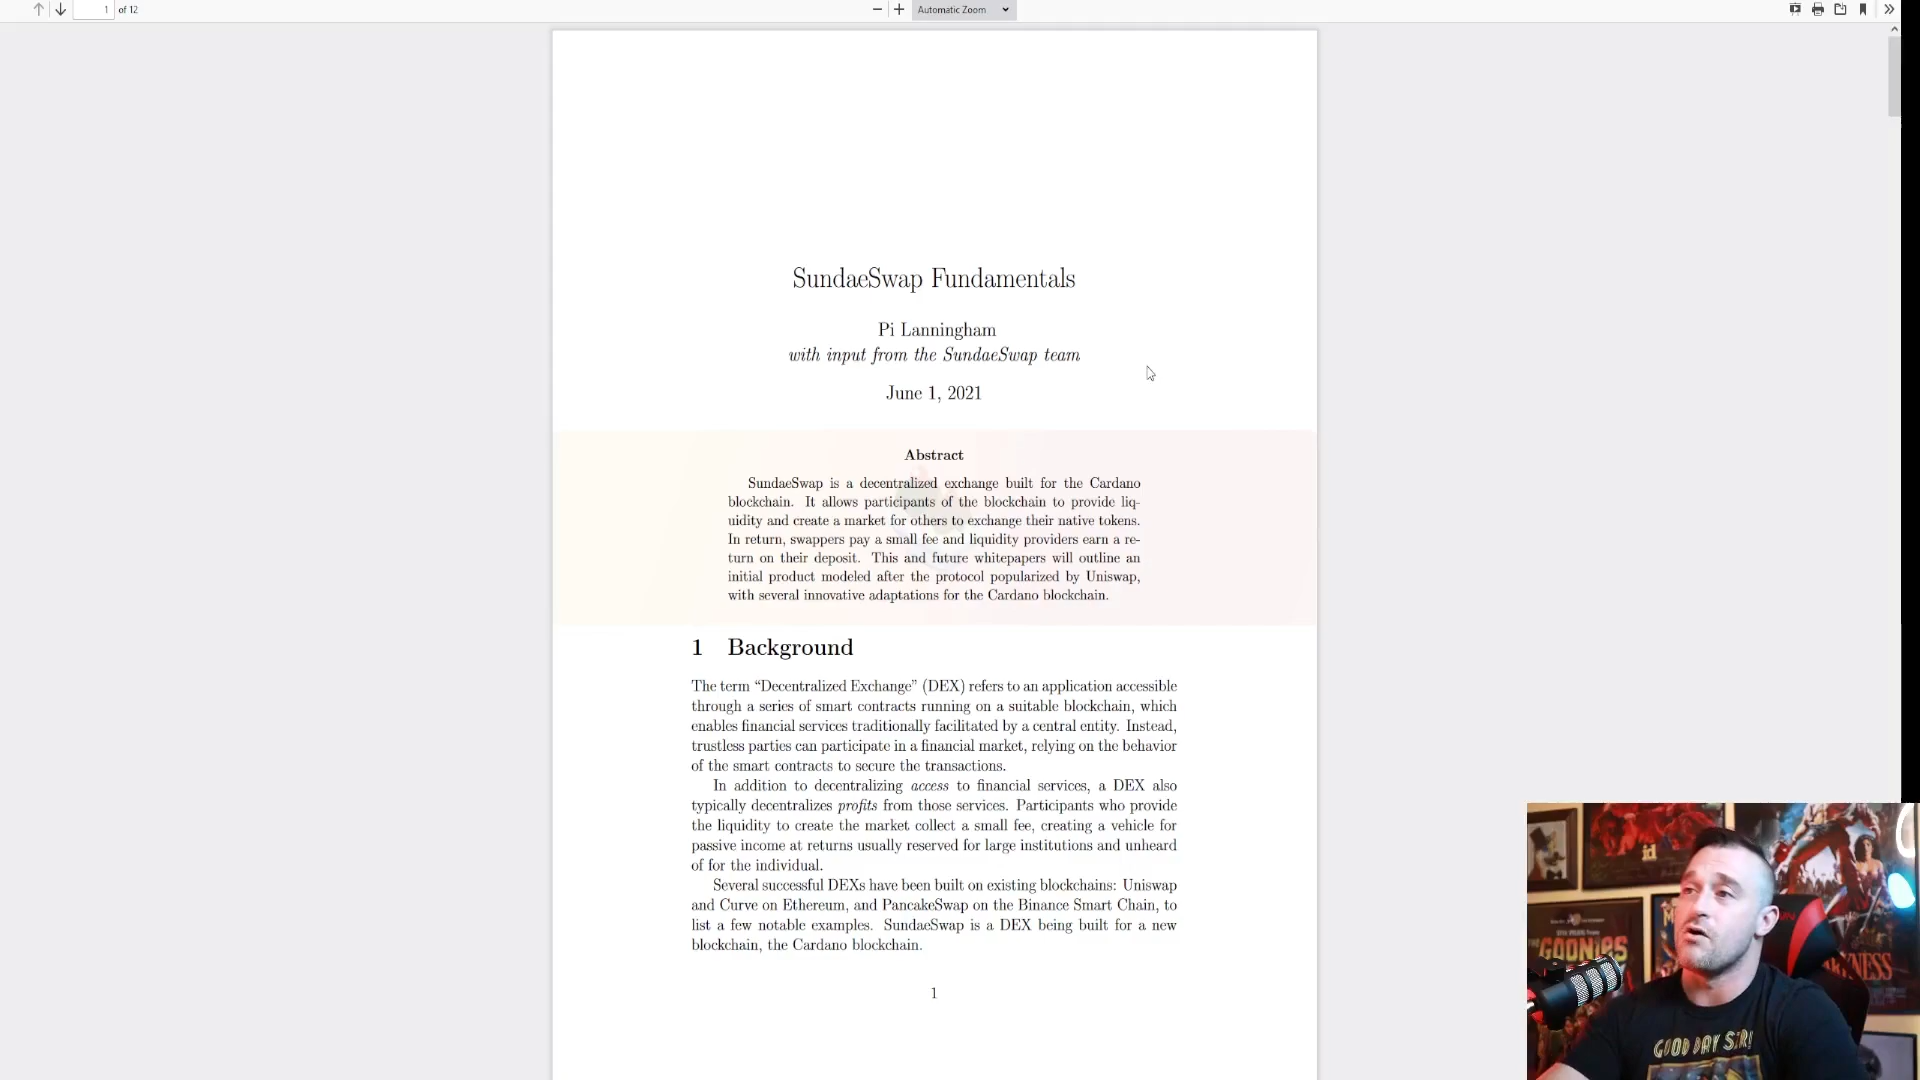 1 of 12
Automatic Zoom
SundaeSwap Fundamentals
Pi Lanningham
with input from the SundaeSwap team
June 1, 2021
Abstract
SundaeSwap is a decentralized exchange built for the Cardano
blockchain. It allows participants of the blockchain to provide liq-
uidity and create a market for others to exchange their native tokens.
In return, swappers pay a small fee and liquidity providers earn a re-
turn on their deposit. This and future whitepapers will outline an
initial product modeled after the protocol popularized by Uniswap,
with several innovative adaptations for the Cardano blockchain.
1 Background
The term “Decentralized Exchange” (DEX) refers to an application accessible
through a series of smart contracts running on a suitable blockchain, which
enables financial services traditionally facilitated by a central entity. Instead,
trustless parties can participate in a financial market, relying on the behavior
of the smart contracts to secure the transactions.
In addition to decentralizing access to financial services, a DEX also
typically decentralizes profits from those services. Participants who provide
the liquidity to create the market collect a small fee, creating a vehicle for
passive income at returns usually reserved for large institutions and unheard
of for the individual.
Several successful DEXs have been built on existing blockchains: Uniswap
and Curve on Ethereum, and PancakeSwap on the Binance Smart Chain, to
list a few notable examples. SundaeSwap is a DEX being built for a new
blockchain, the Cardano blockchain.
1
id
GOONIES
GOOD DAY SIR!